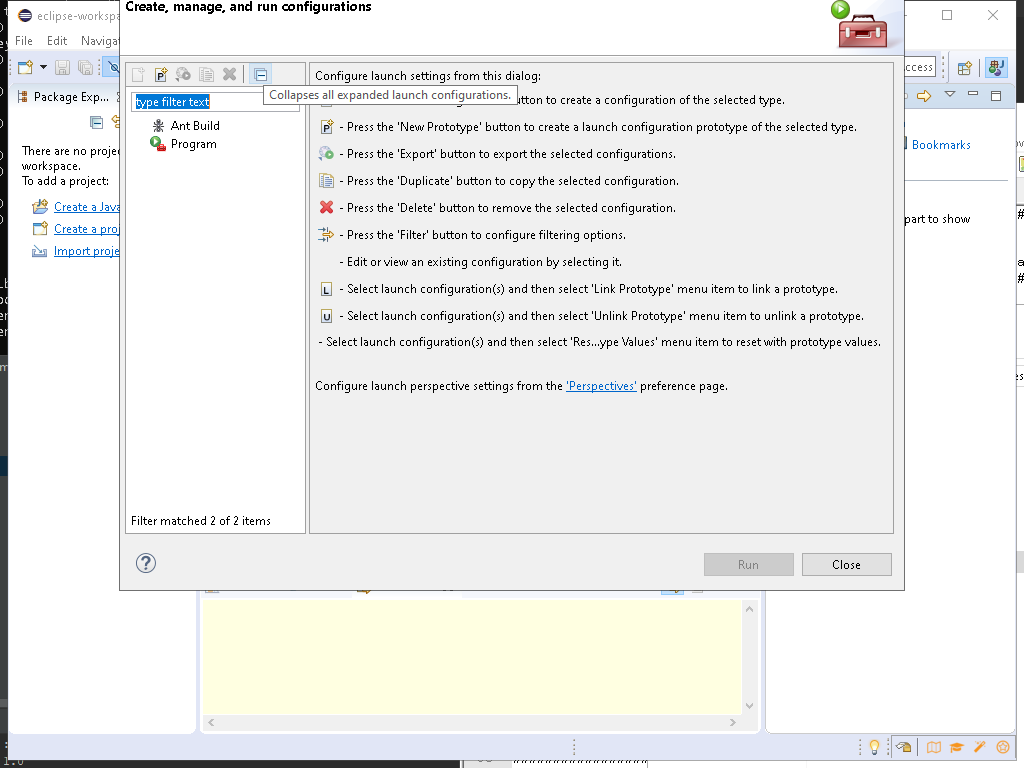 eclipse-workspa
Create, manage, and run configurations
File Edit Navigat
Configure launch settings from this dialog:
ccess
Collapses all expanded launch configurations.
Package Exp...
type filter text
utton to create a configuration of the selected type.
Ant Build
- Press the 'New Prototype' button to create a launch configuration prototype of the selected type.
Program
Bookmarks
There are no projec
workspace.
To add a project:
- Press the 'Export' button to export the selected configurations.
- Press the 'Duplicate' button to copy the selected configuration.
Create a Java
- Press the 'Delete' button to remove the selected configuration.
part to show
Create a proj
- Press the 'Filter' button to configure filtering options.
Import proje
- Edit or view an existing configuration by selecting it.
L - Select launch configuration(s) and then select 'Link Prototype' menu item to link a prototype.
U - Select launch configuration(s) and then select 'Unlink Prototype' menu item to unlink a prototype.
- Select launch configuration(s) and then select 'Res...ype Values' menu item to reset with prototype values.
Configure launch perspective settings from the 'Perspectives' preference page.
Filter matched 2 of 2 items
?
Run
Close